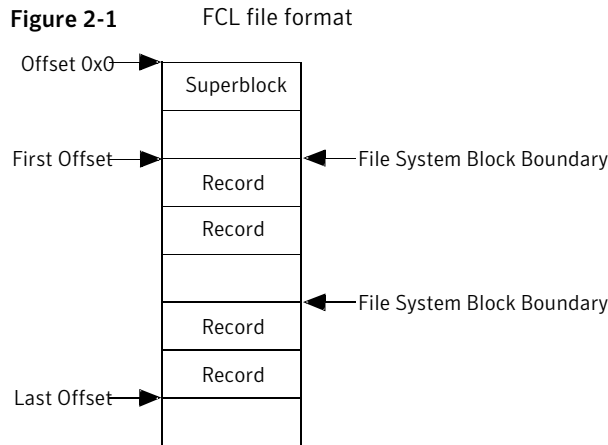 Figure 2-1 FCL file format
Offset 0x0
Superblock
First Offset
File System Block Boundary
Record
Record
File System Block Boundary
Record
Record
Last Offset